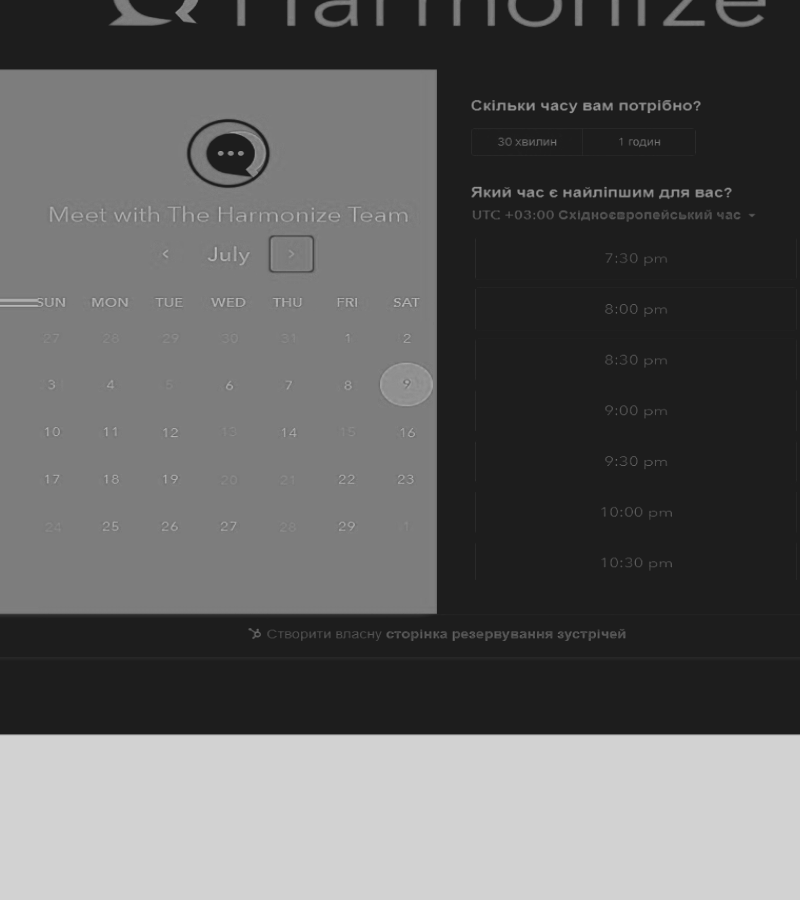 Harmonize
Meet with The Harmonize Team
July
SUN MON TUE WED THU FRI SAT
27 28 29 30 31 1 2
3 4 5 6 7 8 9
10 11 12 13 14 15 16
17 18 19 20 21 22 23
24 25 26 27 28 29 1
Скільки часу вам потрібно?
30 хвилин 1 годин
Який час є найліпшим для вас?
UTC +03:00 Східноєвропейський час
7:30 pm
8:00 pm
8:30 pm
9:00 pm
9:30 pm
10:00 pm
10:30 pm
Створити власну сторінка резервування зустрічей